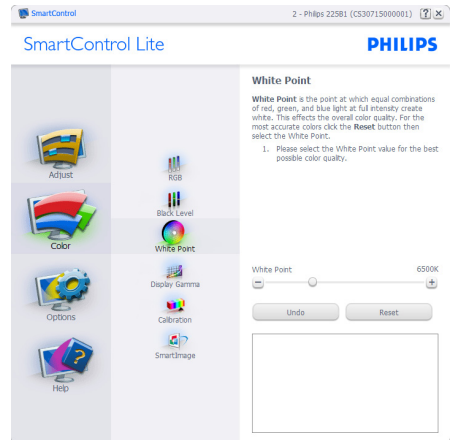 SmartControl
2 - Philips 225B1 (CS30715000001)
?
SmartControl Lite
PHILIPS
Adjust
Color
Options
Help
RGB
Black Level
White Point
Display Gamma
Calibration
SmartImage
White Point
White Point is the point at which equal combinations
of red, green, and blue light at full intensity create
white. This effects the overall color quality. For the
most accurate colors click the Reset button then
select the White Point.
1. Please select the White Point value for the best
possible color quality.
White Point
6500K
Undo
Reset